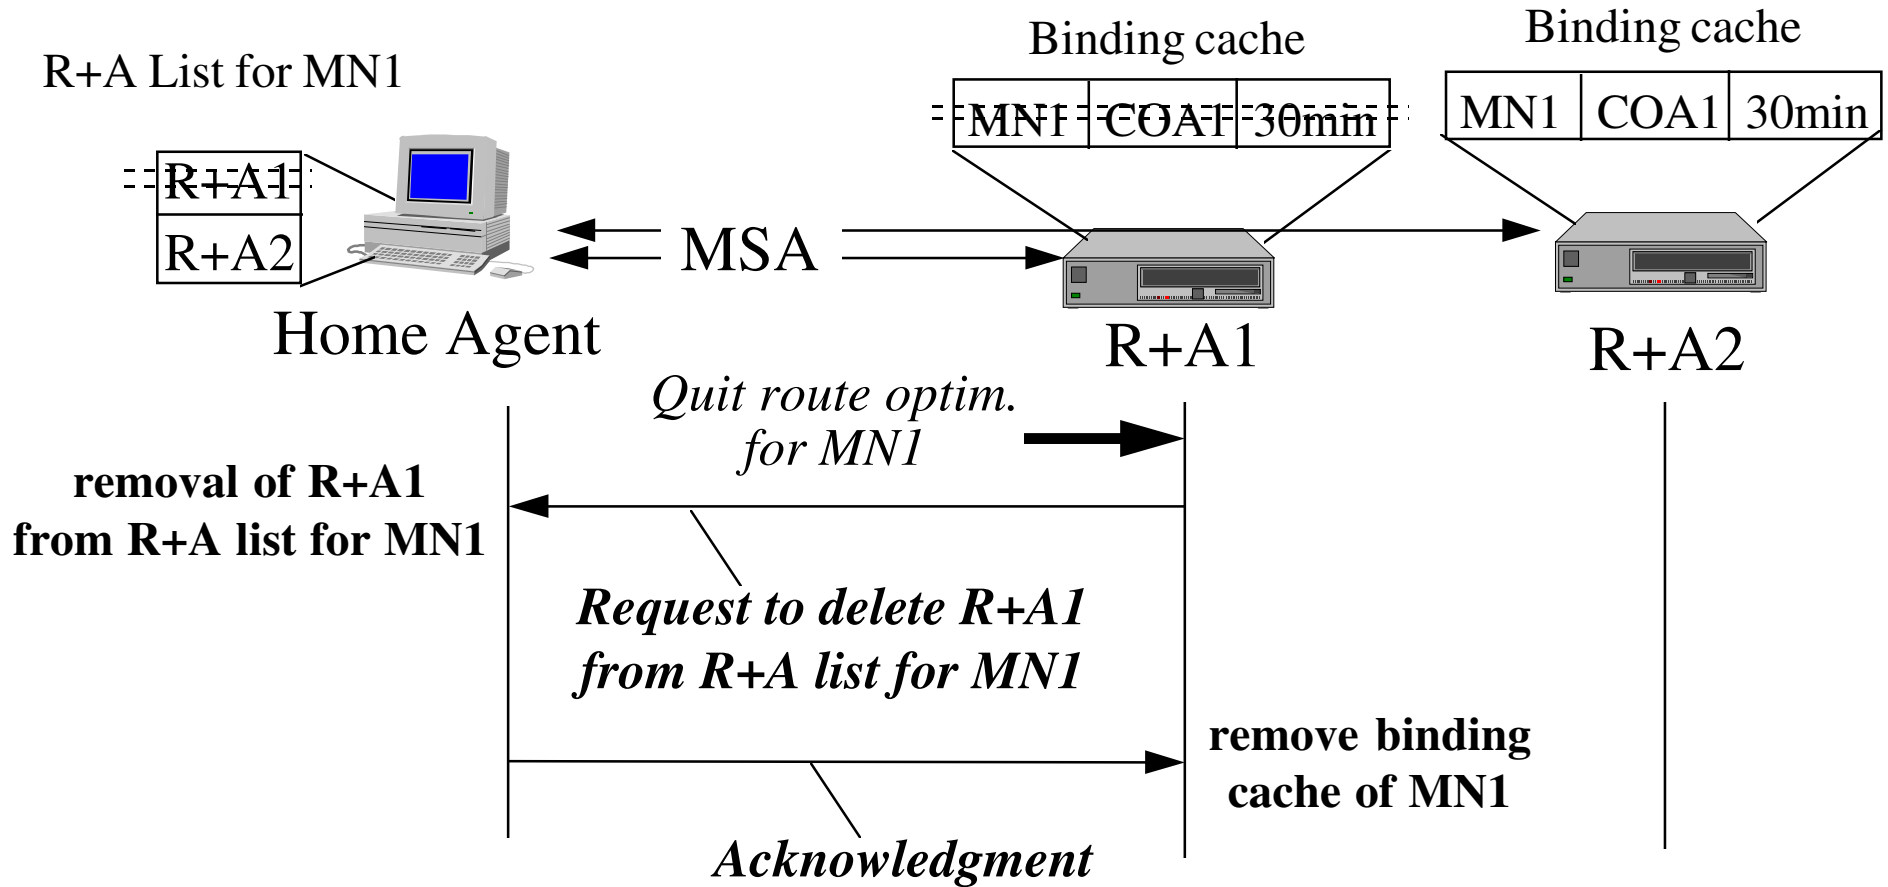 Binding cache
Binding cache
R+A List for MN1
MN1 COA1 30min
MN1 COA1 30min
R+A1
R+A2
MSA
Home Agent
R+A1
R+A2
Quit route optim.
for MN1
removal of R+A1
from R+A list for MN1
Request to delete R+A1
from R+A list for MN1
remove binding
cache of MN1
Acknowledgment